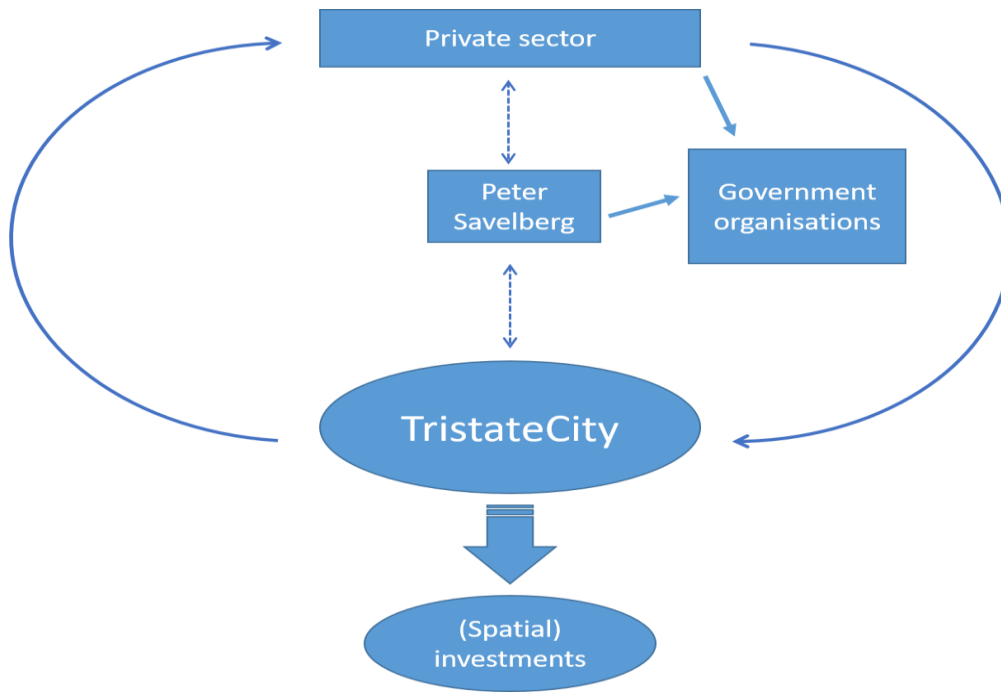 Private sector
Peter
Savelberg
Government
organisations
TristateCity
(Spatial)
investments